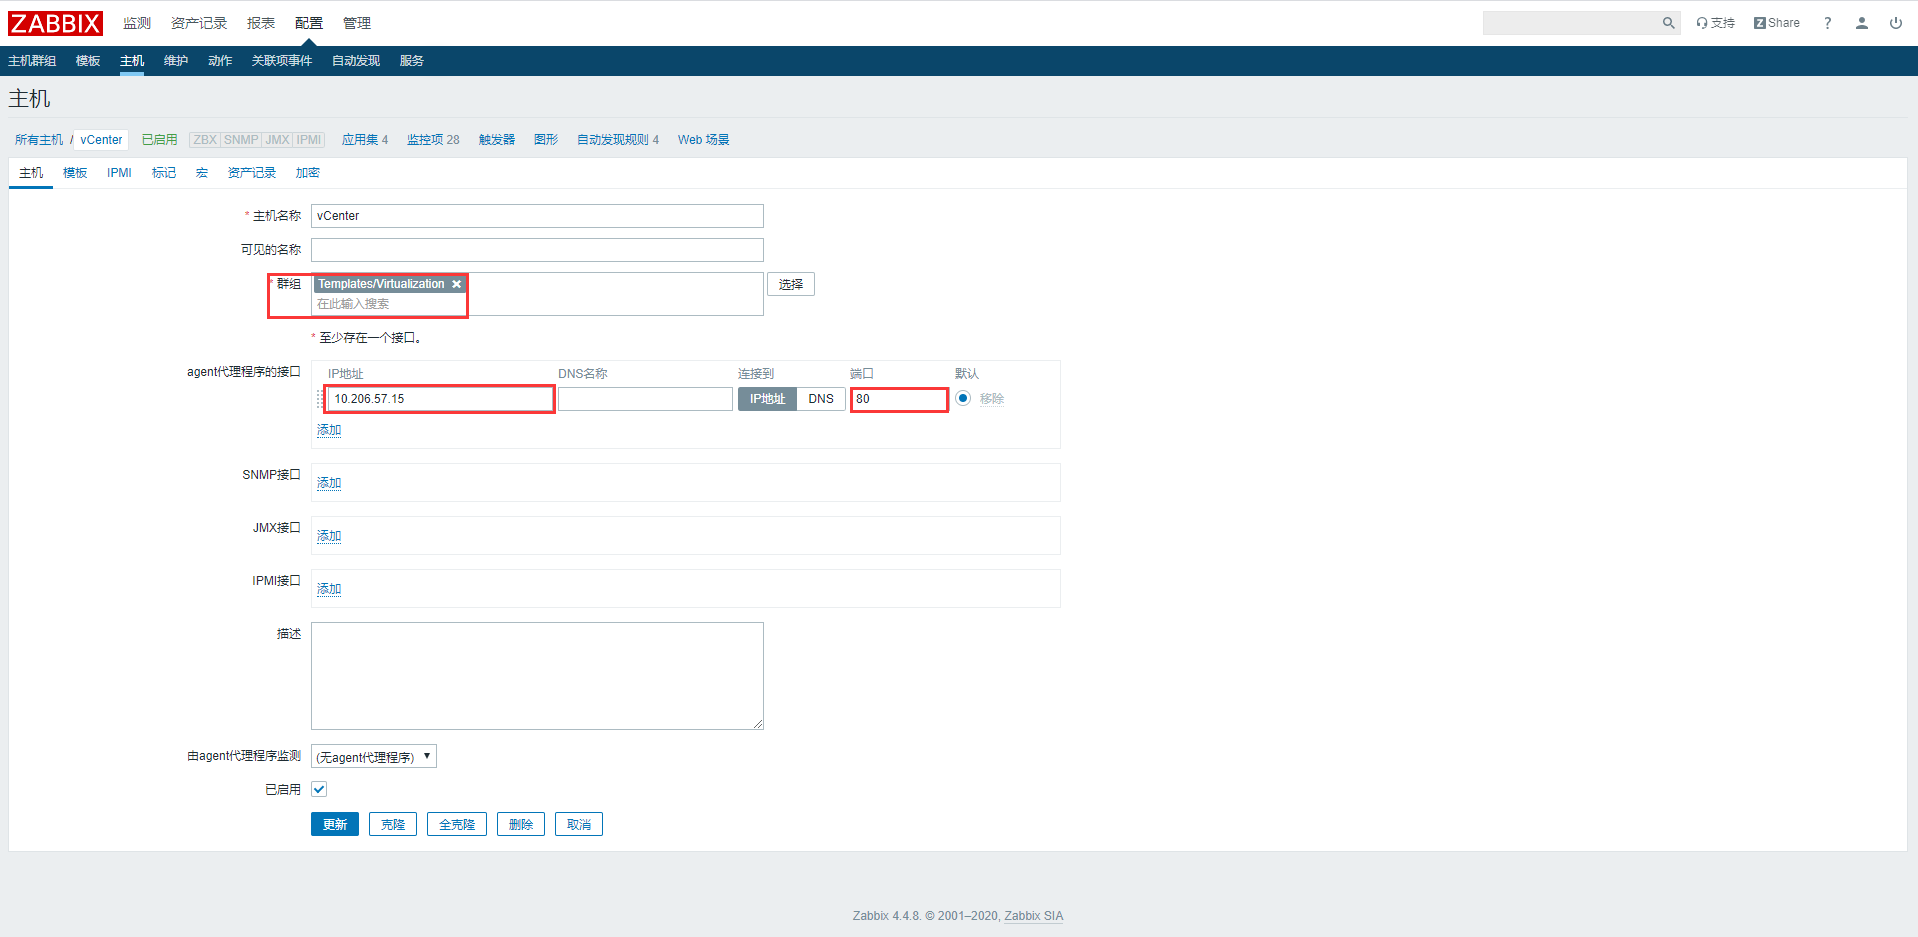 ZABBIX 监测 资产记录 报表 配置 管理 支持 Z Share ?
主机群组 模板 主机 维护 动作 关联项事件 自动发现 服务
主机
所有主机 / vCenter 已启用 ZBX SNMP JMX IPMI 应用集 4 监控项 28 触发器 图形 自动发现规则 4 Web 场景
主机 模板 IPMI 标记 宏 资产记录 加密
* 主机名称 vCenter
可见的名称
* 群组 Templates/Virtualization 选择
在此输入搜索
* 至少存在一个接口。
agent代理程序的接口 IP地址 DNS名称 连接到 端口 默认
10.206.57.15 IP地址 DNS 80 移除
添加
SNMP接口 添加
JMX接口 添加
IPMI接口 添加
描述
由agent代理程序监测 (无agent代理程序)
已启用
更新 克隆 全克隆 删除 取消
Zabbix 4.4.8. © 2001–2020, Zabbix SIA